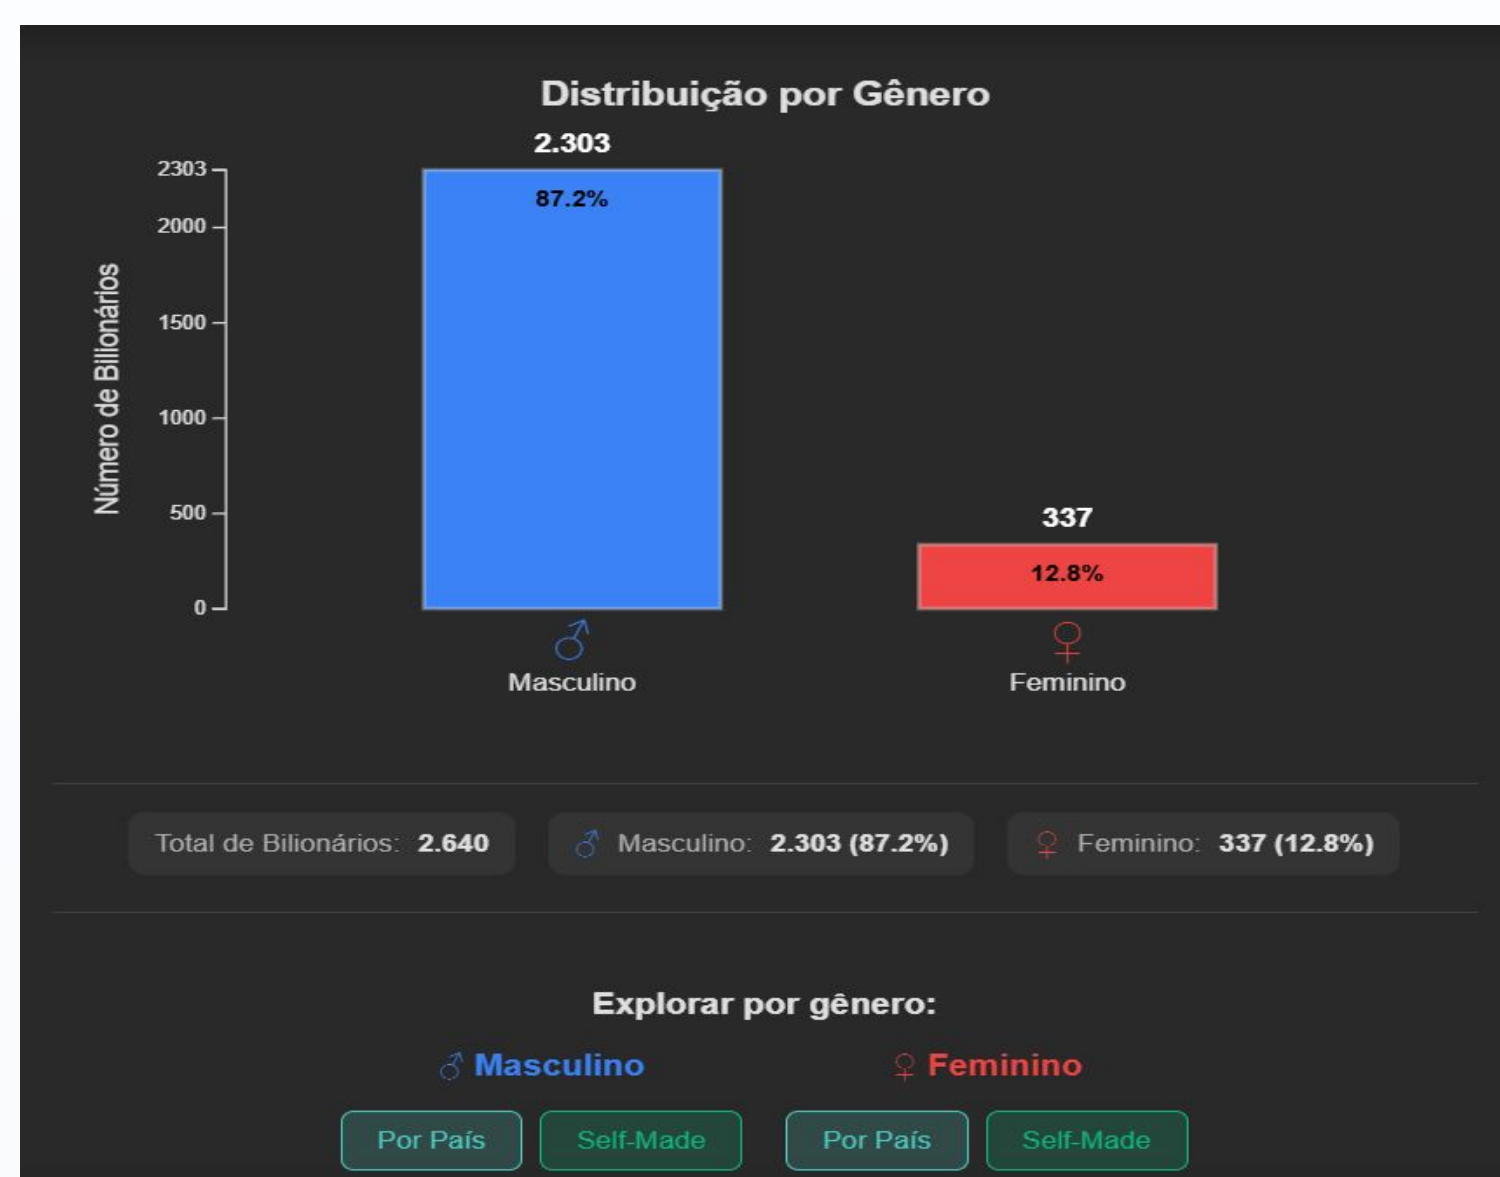 Distribuição por Gênero
2.303
2303
87.2%
2000
Número de Bilionários
1500
1000
500
337
12.8%
0
♂
♀
Masculino
Feminino
Total de Bilionários: 2.640
♂ Masculino: 2.303 (87.2%)
♀ Feminino: 337 (12.8%)
Explorar por gênero:
♂ Masculino
♀ Feminino
Por País
Self-Made
Por País
Self-Made